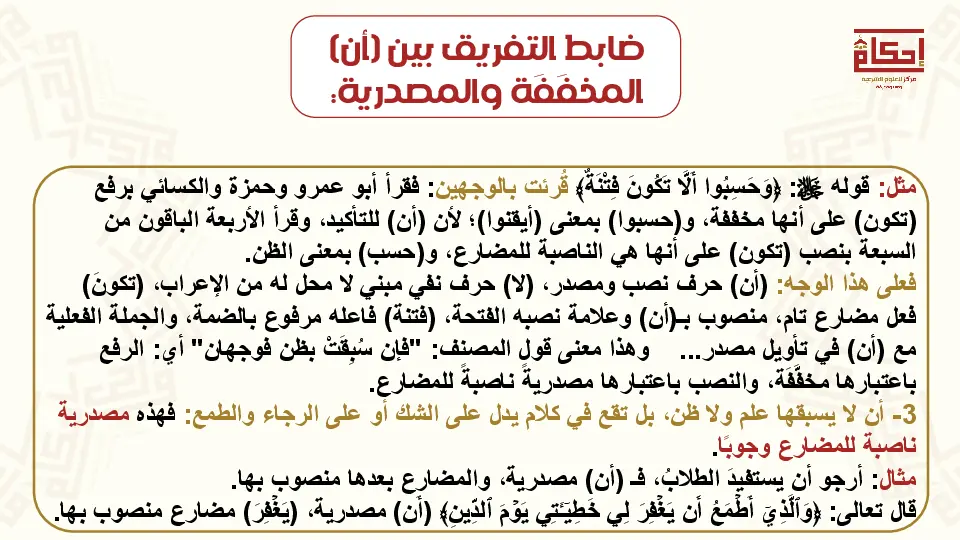 ضابط التفريق بين (أن)
المخفَفَة والمصدرية:
إحكام
مركز للعلوم الشرعية
مثل: قوله ﷻ: ﴿وَحَسِبُوا أَلَّا تَكُونَ فِتْنَةٌ﴾ قُرئت بالوجهين: فقرأ أبو عمرو وحمزة والكسائي برفع
(تكون) على أنها مخففة، و(حسبوا) بمعنى (أيقنوا)؛ لأن (أن) للتأكيد، وقرأ الأربعة الباقون من
السبعة بنصب (تكون) على أنها هي الناصبة للمضارع، و(حسب) بمعنى الظن.
فعلى هذا الوجه: (أن) حرف نصب ومصدر، (لا) حرف نفي مبني لا محل له من الإعراب، (تكونَ)
فعل مضارع تام، منصوب بـ(أن) وعلامة نصبه الفتحة، (فتنة) فاعله مرفوع بالضمة، والجملة الفعلية
مع (أن) في تأويل مصدر... وهذا معنى قول المصنف: "فإن سُبِقَتْ بظن فوجهان" أي: الرفع
باعتبارها مخفَّفَة، والنصب باعتبارها مصدريةً ناصبةً للمضارع.
3- أن لا يسبقها علم ولا ظن، بل تقع في كلام يدل على الشك أو على الرجاء والطمع: فهذه مصدرية
ناصبة للمضارع وجوبًا.
مثال: أرجو أن يستفيدَ الطلابُ، فـ (أن) مصدرية، والمضارع بعدها منصوب بها.
قال تعالى: ﴿وَٱلَّذِيٓ أَطۡمَعُ أَن يَغۡفِرَ لِي خَطِيٓـَٔتِي يَوۡمَ ٱلدِّينِ﴾ (أن) مصدرية، (يَغۡفِرَ) مضارع منصوب بها.